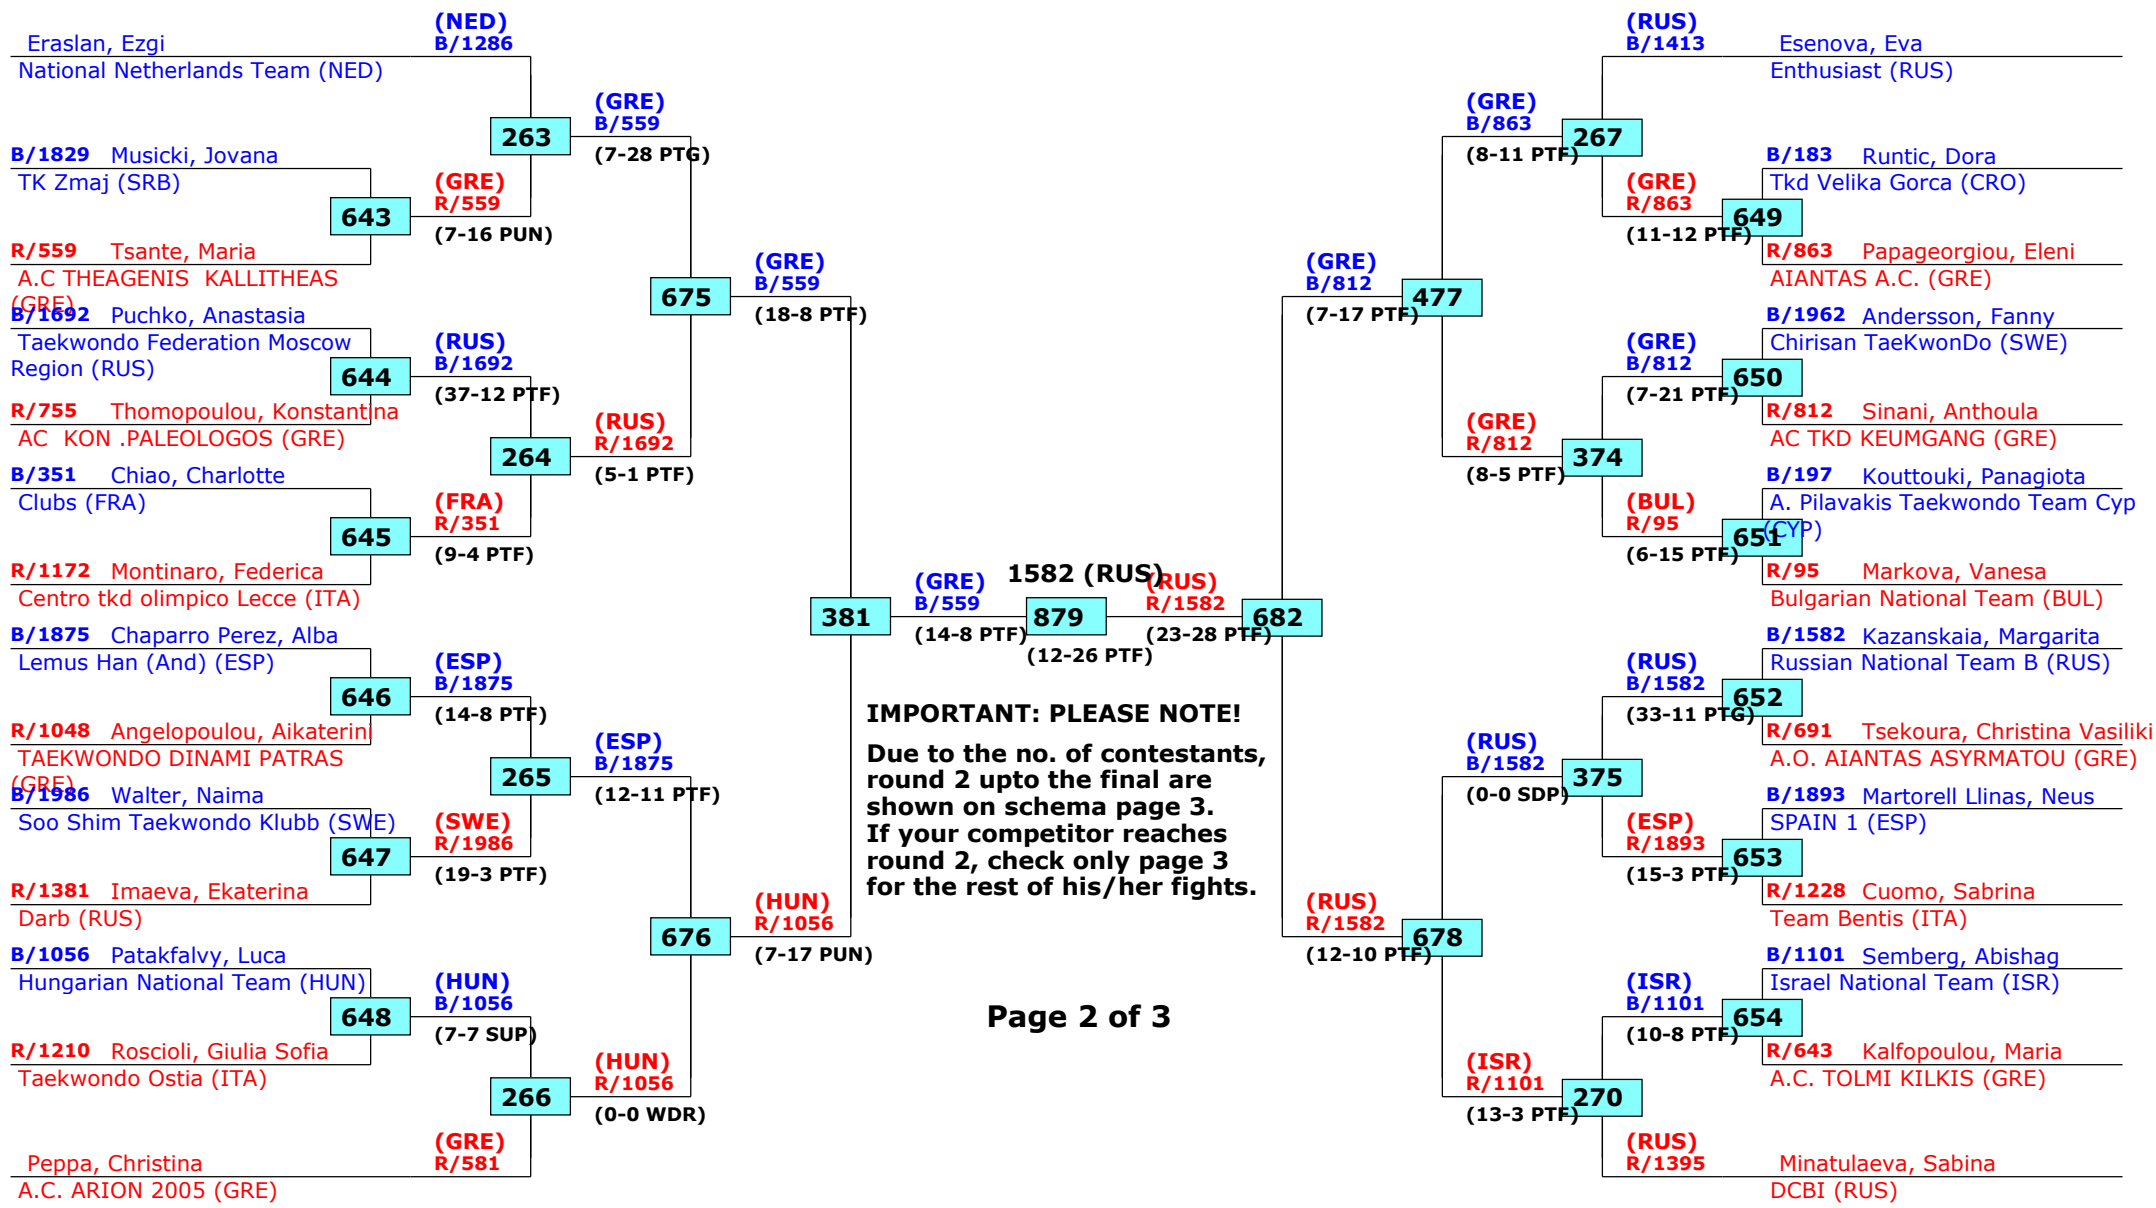 (NED)
B/1286
Eraslan, Ezgi
National Netherlands Team (NED)
(GRE)
B/559
263
(7-28 PTG)
B/1829 Musicki, Jovana
TK Zmaj (SRB)
(GRE)
R/559
643
(7-16 PUN)
R/559 Tsante, Maria
A.C THEAGENIS KALLITHEAS
(GRE)
(GRE)
B/559
675
(18-8 PTF)
B/1692 Puchko, Anastasia
Taekwondo Federation Moscow
Region (RUS)
(RUS)
B/1692
644
(37-12 PTF)
R/755 Thomopoulou, Konstantina
AC KON .PALEOLOGOS (GRE)
(RUS)
R/1692
264
(5-1 PTF)
B/351 Chiao, Charlotte
Clubs (FRA)
(FRA)
R/351
645
(9-4 PTF)
R/1172 Montinaro, Federica
Centro tkd olimpico Lecce (ITA)
381
(GRE)
B/559
(14-8 PTF)
B/1875 Chaparro Perez, Alba
Lemus Han (And) (ESP)
(ESP)
B/1875
646
(14-8 PTF)
R/1048 Angelopoulou, Aikaterini
TAEKWONDO DINAMI PATRAS
(GRE)
(ESP)
B/1875
265
(12-11 PTF)
B/1986 Walter, Naima
Soo Shim Taekwondo Klubb (SWE)
(SWE)
R/1986
647
(19-3 PTF)
R/1381 Imaeva, Ekaterina
Darb (RUS)
(HUN)
R/1056
676
(7-17 PUN)
B/1056 Patakfalvy, Luca
Hungarian National Team (HUN)
(HUN)
B/1056
648
(7-7 SUP)
R/1210 Roscioli, Giulia Sofia
Taekwondo Ostia (ITA)
(HUN)
R/1056
266
(0-0 WDR)
(GRE)
R/581
Peppa, Christina
A.C. ARION 2005 (GRE)
1582 (RUS)
879
(12-26 PTF)
IMPORTANT: PLEASE NOTE!
Due to the no. of contestants,
round 2 upto the final are
shown on schema page 3.
If your competitor reaches
round 2, check only page 3
for the rest of his/her fights.
Page 2 of 3
(RUS)
B/1413
Esenova, Eva
Enthusiast (RUS)
(GRE)
B/863
267
(8-11 PTF)
B/183 Runtic, Dora
Tkd Velika Gorca (CRO)
(GRE)
R/863
649
(11-12 PTF)
R/863 Papageorgiou, Eleni
AIANTAS A.C. (GRE)
(GRE)
B/812
477
(7-17 PTF)
B/1962 Andersson, Fanny
Chirisan TaeKwonDo (SWE)
(GRE)
B/812
650
(7-21 PTF)
R/812 Sinani, Anthoula
AC TKD KEUMGANG (GRE)
(GRE)
R/812
374
(8-5 PTF)
B/197 Kouttouki, Panagiota
A. Pilavakis Taekwondo Team Cyp
(CYP)
(BUL)
R/95
651
(6-15 PTF)
R/95 Markova, Vanesa
Bulgarian National Team (BUL)
(RUS)
R/1582
682
(23-28 PTF)
B/1582 Kazanskaia, Margarita
Russian National Team B (RUS)
(RUS)
B/1582
652
(33-11 PTG)
R/691 Tsekoura, Christina Vasiliki
A.O. AIANTAS ASYRMATOU (GRE)
(RUS)
B/1582
375
(0-0 SDP)
B/1893 Martorell Llinas, Neus
SPAIN 1 (ESP)
(ESP)
R/1893
653
(15-3 PTF)
R/1228 Cuomo, Sabrina
Team Bentis (ITA)
(RUS)
R/1582
678
(12-10 PTF)
B/1101 Semberg, Abishag
Israel National Team (ISR)
(ISR)
B/1101
654
(10-8 PTF)
R/643 Kalfopoulou, Maria
A.C. TOLMI KILKIS (GRE)
(ISR)
R/1101
270
(13-3 PTF)
(RUS)
R/1395
Minatulaeva, Sabina
DCBI (RUS)